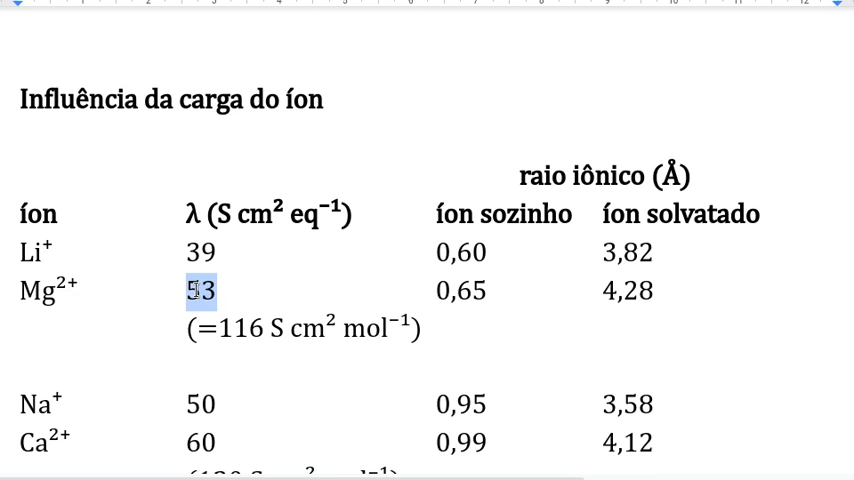 Influência da carga do íon
raio iônico (Å)
íon λ (S cm² eq⁻¹) íon sozinho íon solvatado
Li⁺ 39 0,60 3,82
Mg²⁺ 53 0,65 4,28
(=116 S cm² mol⁻¹)
Na⁺ 50 0,95 3,58
Ca²⁺ 60 0,99 4,12